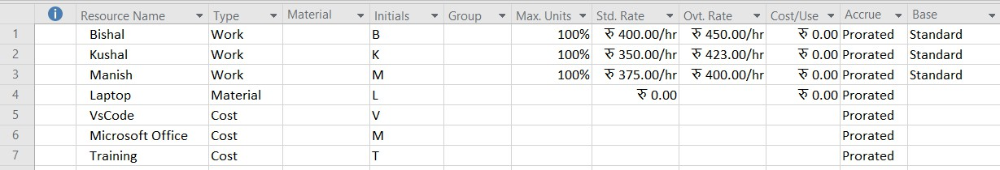 Resource Name Type Material Initials Group Max. Units Std. Rate Ovt. Rate Cost/Use Accrue Base
1 Bishal Work B 100% रु 400.00/hr रु 450.00/hr रु 0.00 Prorated Standard
2 Kushal Work K 100% रु 350.00/hr रु 423.00/hr रु 0.00 Prorated Standard
3 Manish Work M 100% रु 375.00/hr रु 400.00/hr रु 0.00 Prorated Standard
4 Laptop Material L रु 0.00 रु 0.00 Prorated
5 VsCode Cost V Prorated
6 Microsoft Office Cost M Prorated
7 Training Cost T Prorated